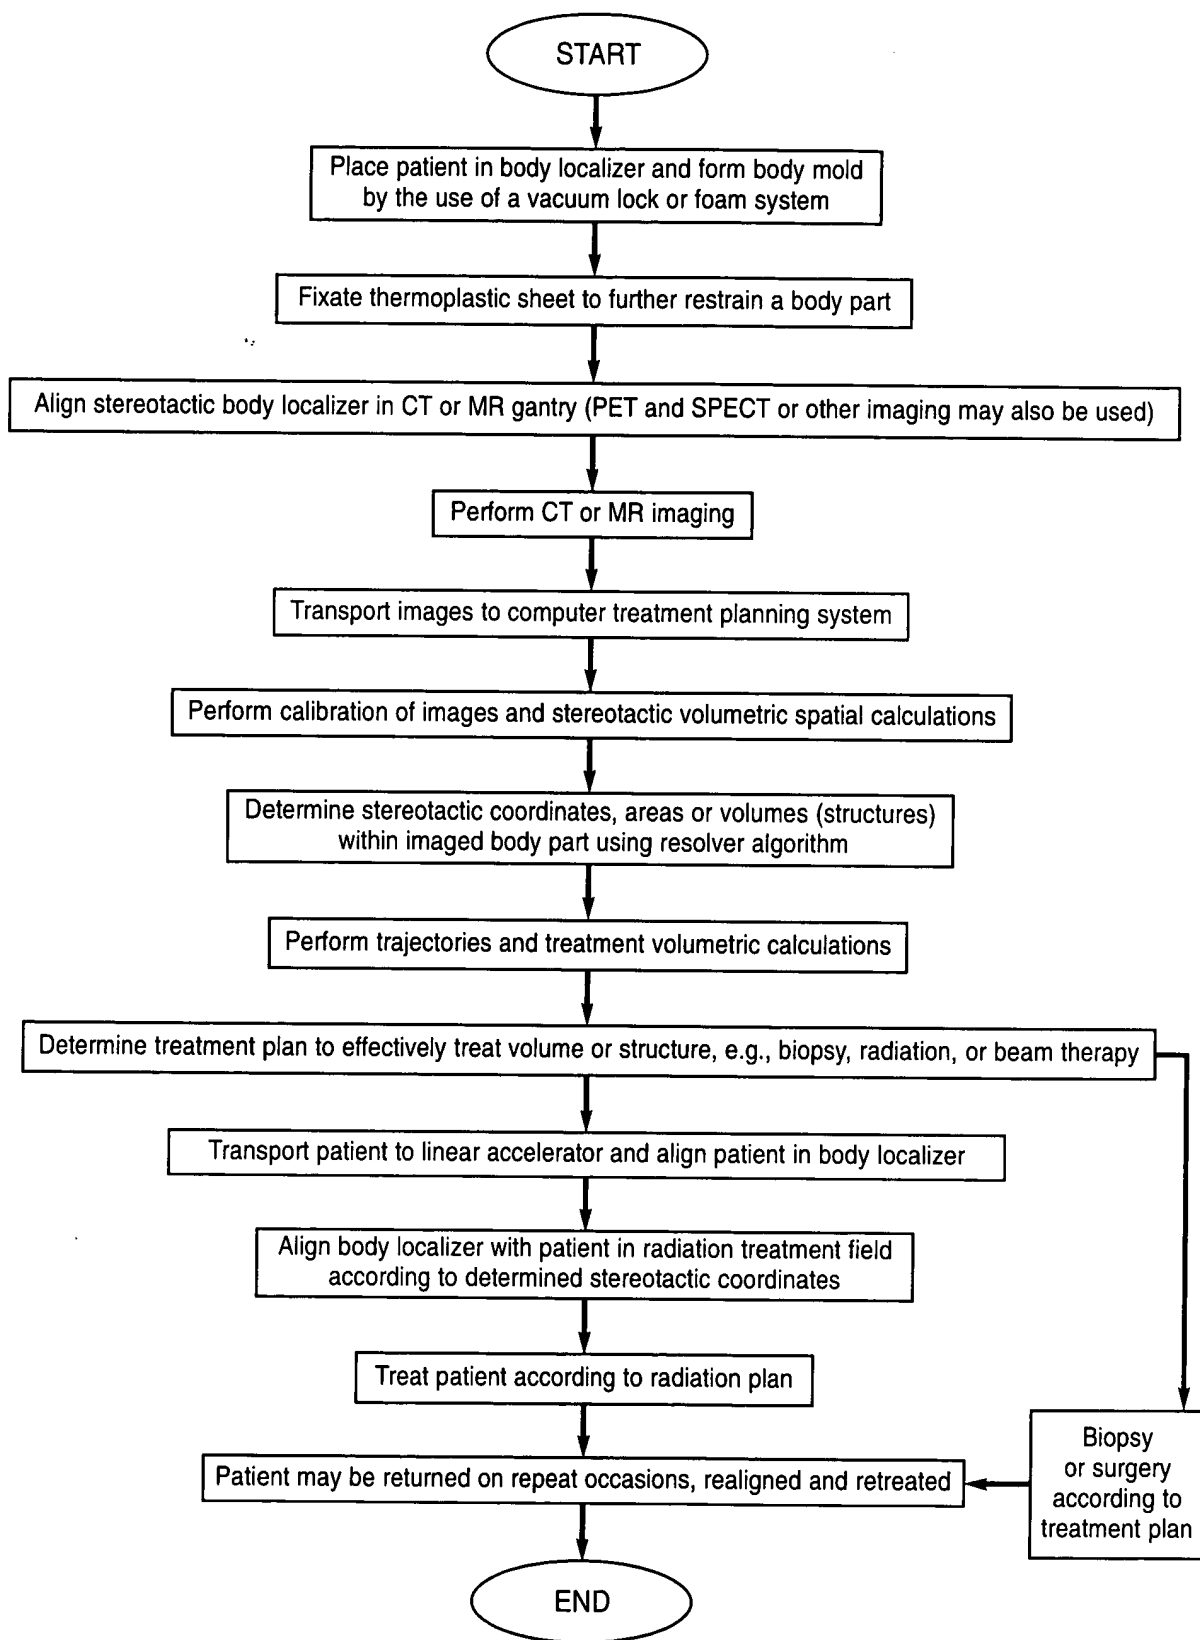 START
Place patient in body localizer and form body mold
by the use of a vacuum lock or foam system
Fixate thermoplastic sheet to further restrain a body part
Align stereotactic body localizer in CT or MR gantry (PET and SPECT or other imaging may also be used)
Perform CT or MR imaging
Transport images to computer treatment planning system
Perform calibration of images and stereotactic volumetric spatial calculations
Determine stereotactic coordinates, areas or volumes (structures)
within imaged body part using resolver algorithm
Perform trajectories and treatment volumetric calculations
Determine treatment plan to effectively treat volume or structure, e.g., biopsy, radiation, or beam therapy
Transport patient to linear accelerator and align patient in body localizer
Align body localizer with patient in radiation treatment field
according to determined stereotactic coordinates
Treat patient according to radiation plan
Biopsy
or surgery
according to
treatment plan
Patient may be returned on repeat occasions, realigned and retreated
END